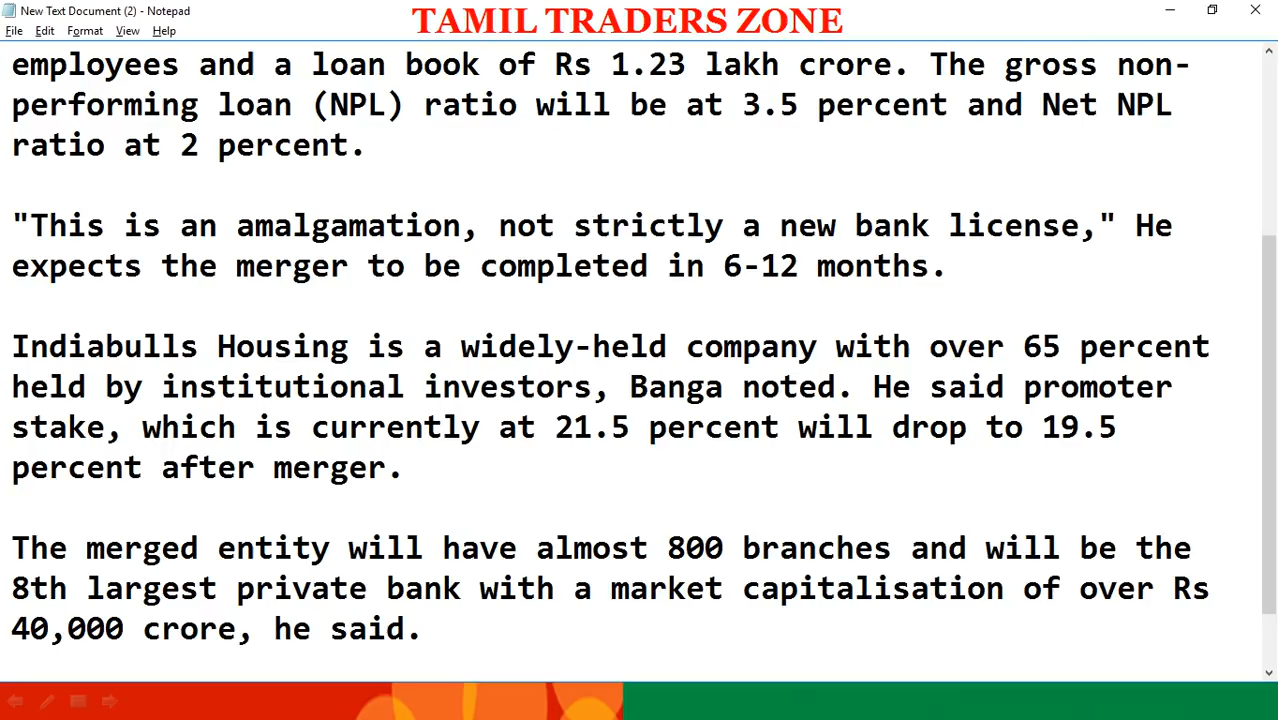 New Text Document (2) - Notepad
TAMIL TRADERS ZONE
File Edit Format View Help
employees and a loan book of Rs 1.23 lakh crore. The gross non-
performing loan (NPL) ratio will be at 3.5 percent and Net NPL
ratio at 2 percent.
"This is an amalgamation, not strictly a new bank license," He
expects the merger to be completed in 6-12 months.
Indiabulls Housing is a widely-held company with over 65 percent
held by institutional investors, Banga noted. He said promoter
stake, which is currently at 21.5 percent will drop to 19.5
percent after merger.
The merged entity will have almost 800 branches and will be the
8th largest private bank with a market capitalisation of over Rs
40,000 crore, he said.